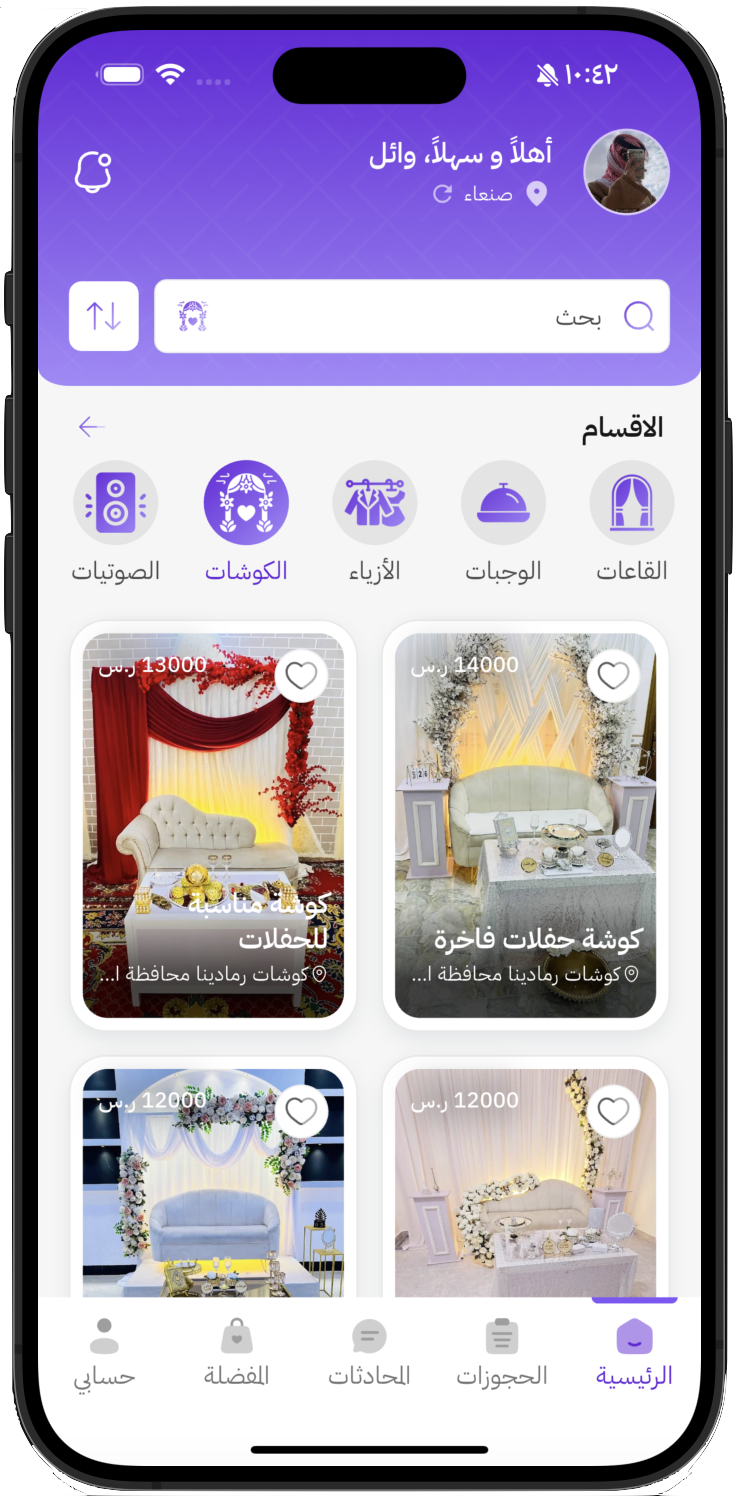 ١٠:٤٢
أهلاً و سهلاً، وائل
صنعاء
بحث
الاقسام
القاعات
الوجبات
الأزياء
الكوشات
الصوتيات
14000 ر.س
كوشة حفلات فاخرة
كوشات رمادينا محافظة ا...
13000 ر.س
كوشة مناسبة
للحفلات
كوشات رمادينا محافظة ا...
12000 ر.س
12000 ر.س
الرئيسية
الحجوزات
المحادثات
المفضلة
حسابي